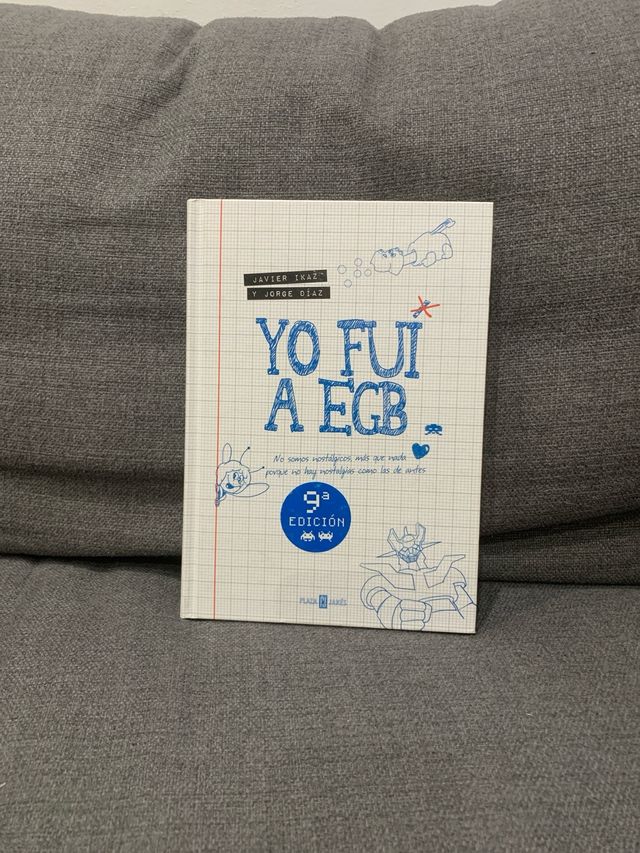 JAVIER IKAZ™
Y JORGE DÍAZ
YO FUI
A EGB
No somos nostálgicos, más que nada
porque no hay nostalgias como las de antes
9ª
EDICIÓN
PLAZA JANÉS